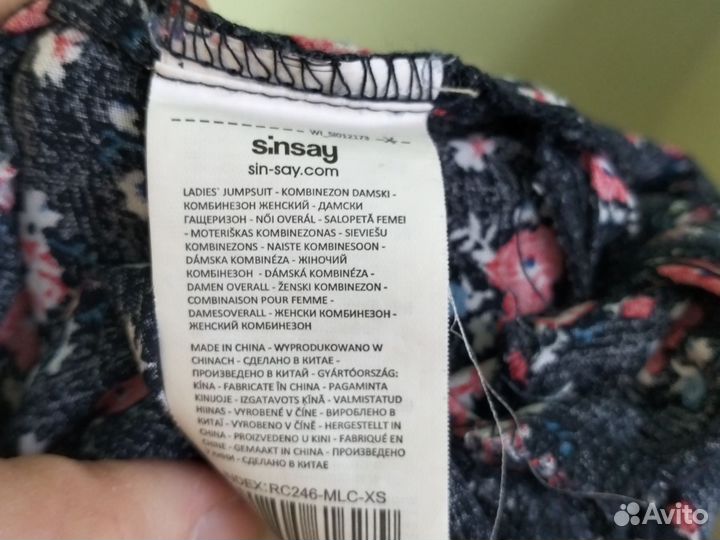 WI_SI012173
sinsay
sin-say.com
LADIES` JUMPSUIT - KOMBINEZON DAMSKI -
КОМБИНЕЗОН ЖЕНСКИЙ - ДАМСКИ
ГАЩЕРИЗОН - NŐI OVERÁL - SALOPETĂ FEMEI
- MOTERIŠKAS KOMBINEZONAS - SIEVIEŠU
KOMBINEZONS - NAISTE KOMBINESOON -
DÁMSKA KOMBINÉZA - ЖІНОЧИЙ
КОМБІНЕЗОН - DÁMSKÁ KOMBINÉZA -
DAMEN OVERALL - ŽENSKI KOMBINEZON -
COMBINAISON POUR FEMME -
DAMESOVERALL - ЖЕНСКИ КОМБИНЕЗОН -
ЖЕНСКИЙ КОМБИНЕЗОН
MADE IN CHINA - WYPRODUKOWANO W
CHINACH - СДЕЛАНО В КИТАЕ -
ПРОИЗВЕДЕНО В КИТАЙ - GYÁRTÓORSZÁG:
KÍNA - FABRICATE ÎN CHINA - PAGAMINTA
KINIJOJE - IZGATAVOTS ĶĪNĀ - VALMISTATUD
HIINAS - VYROBENÉ V ČÍNE - ВИРОБЛЕНО В
КИТАЇ - VYROBENO V ČÍNĚ - HERGESTELLT IN
CHINA - PROIZVEDENO U KINI - FABRIQUÉ EN
CHINE - GEMAAKT IN CHINA - ПРОИЗВЕДЕНО
КИНИ - СДЕЛАНО В КИТАЕ
INDEX:RC246-MLC-XS
Avito